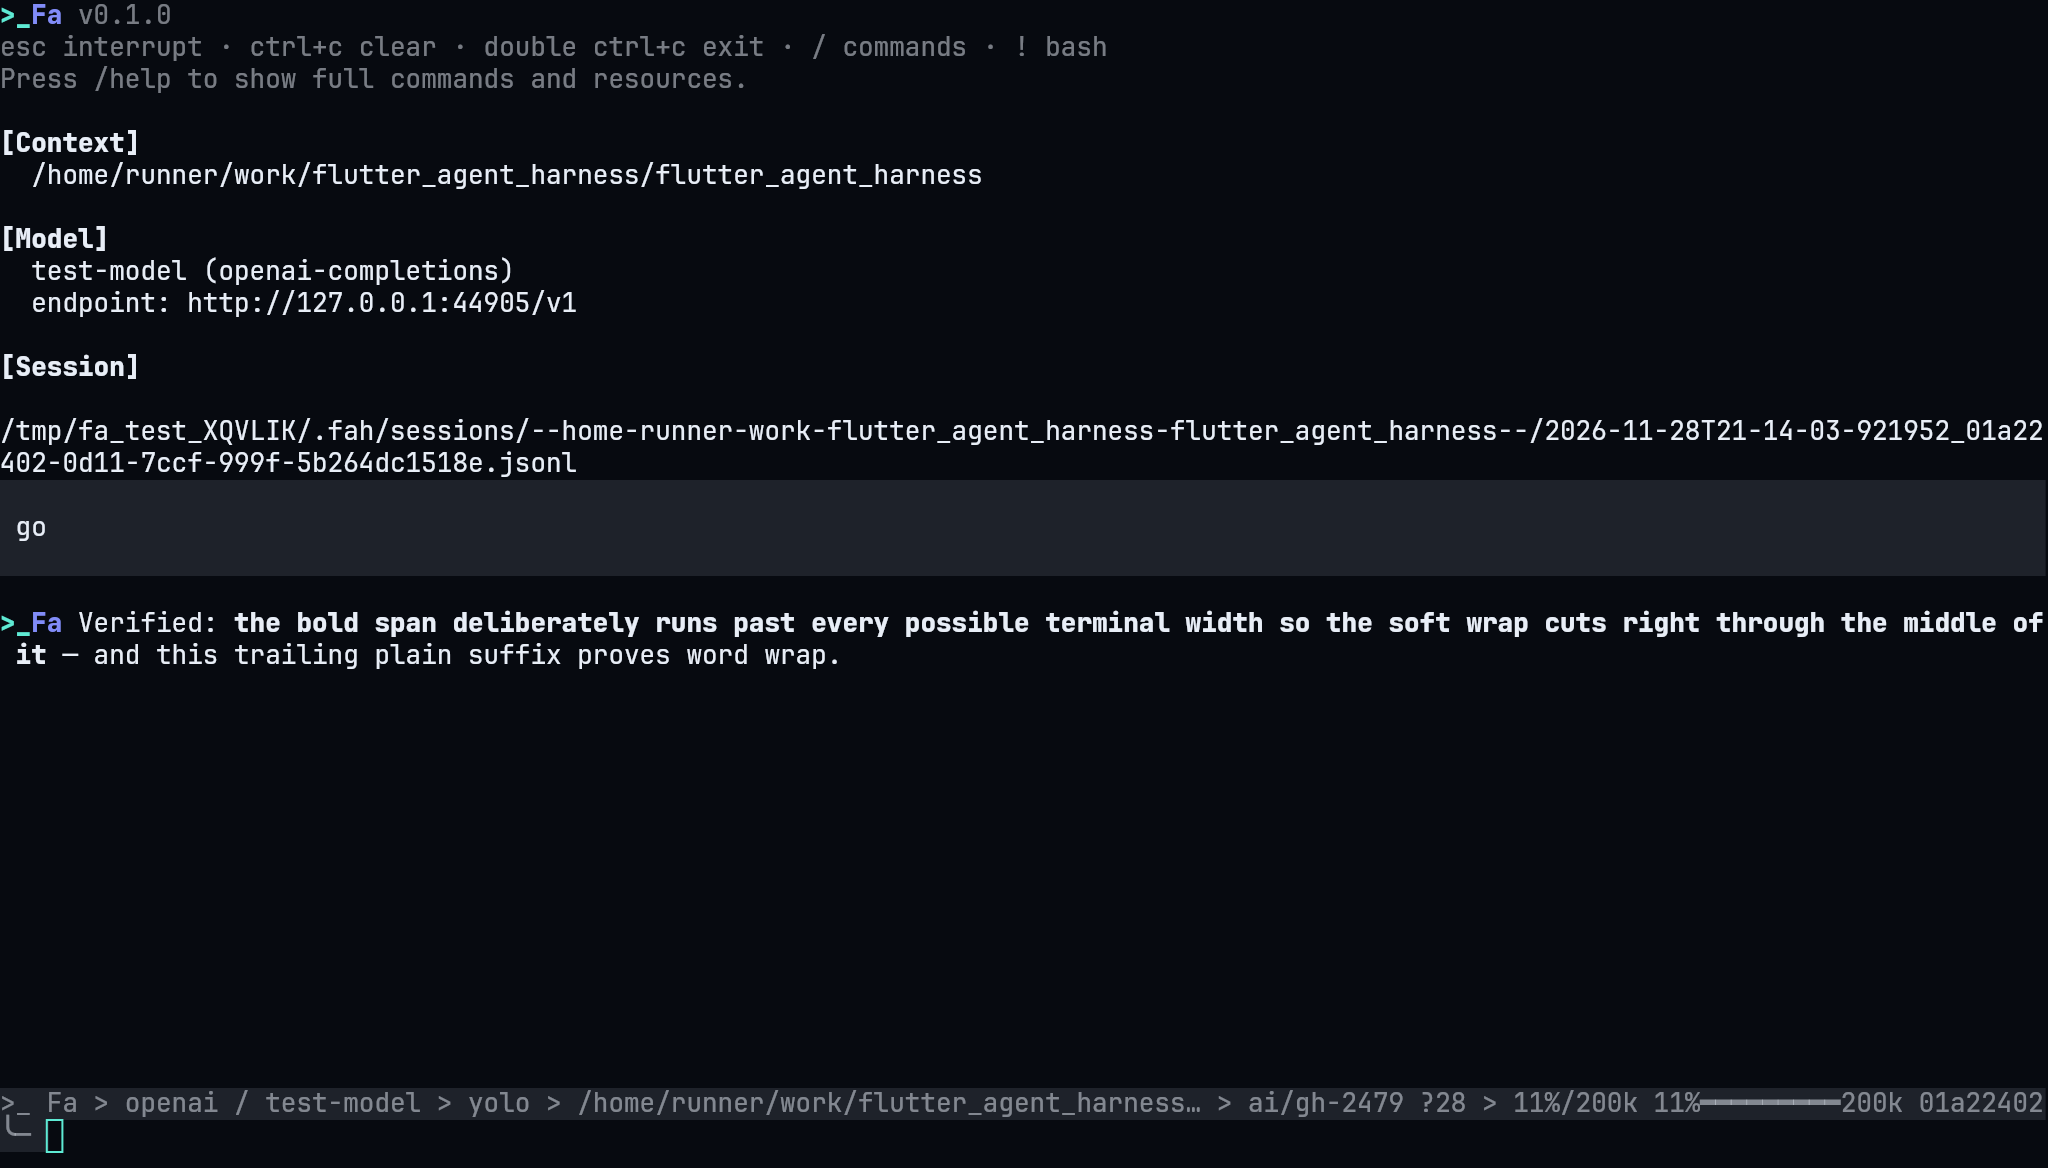 >_Fa v0.1.0
esc interrupt · ctrl+c clear · double ctrl+c exit · / commands · ! bash
Press /help to show full commands and resources.
[Context]
/home/runner/work/flutter_agent_harness/flutter_agent_harness
[Model]
test-model (openai-completions)
endpoint: http://127.0.0.1:44905/v1
[Session]
/tmp/fa_test_XQVLIK/.fah/sessions/--home-runner-work-flutter_agent_harness-flutter_agent_harness--/2026-11-28T21-14-03-921952_01a22
402-0d11-7ccf-999f-5b264dc1518e.jsonl
go
>_Fa Verified: the bold span deliberately runs past every possible terminal width so the soft wrap cuts right through the middle of
it — and this trailing plain suffix proves word wrap.
>_ Fa > openai / test-model > yolo > /home/runner/work/flutter_agent_harness… > ai/gh-2479 ?28 > 11%/200k 11%━━━━━━━━━200k 01a22402
╰─